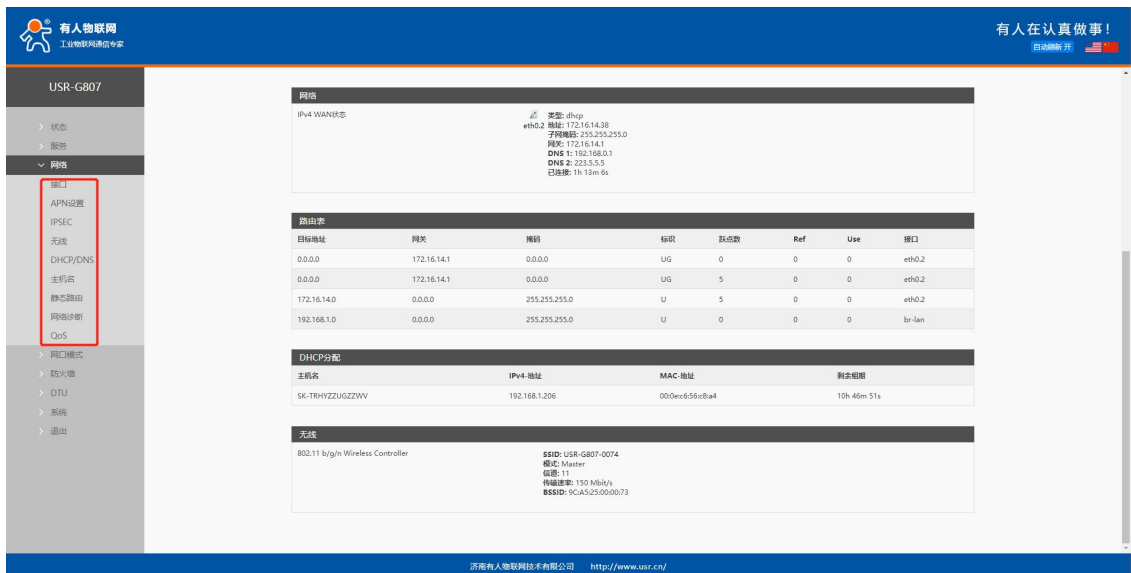 有人物联网
工业物联网通信专家
有人在认真做事！
自动刷新 开
USR-G807
状态
服务
网络
接口
APN设置
IPSEC
无线
DHCP/DNS
主机名
静态路由
网络诊断
QoS
网口模式
防火墙
DTU
系统
退出
网络
IPv4 WAN状态
eth0.2
类型: dhcp
地址: 172.16.14.38
子网掩码: 255.255.255.0
网关: 172.16.14.1
DNS 1: 192.168.0.1
DNS 2: 223.5.5.5
已连接: 1h 13m 6s
路由表
目标地址 网关 掩码 标识 跃点数 Ref Use 接口
0.0.0.0 172.16.14.1 0.0.0.0 UG 0 0 0 eth0.2
0.0.0.0 172.16.14.1 0.0.0.0 UG 5 0 0 eth0.2
172.16.14.0 0.0.0.0 255.255.255.0 U 5 0 0 eth0.2
192.168.1.0 0.0.0.0 255.255.255.0 U 0 0 0 br-lan
DHCP分配
主机名 IPv4-地址 MAC-地址 剩余租期
SK-TRHYZZUGZZWV 192.168.1.206 00:0e:c6:56:c8:a4 10h 46m 51s
无线
802.11 b/g/n Wireless Controller
SSID: USR-G807-0074
模式: Master
信道: 11
传输速率: 150 Mbit/s
BSSID: 9C:A5:25:00:00:73
济南有人物联网技术有限公司 http://www.usr.cn/